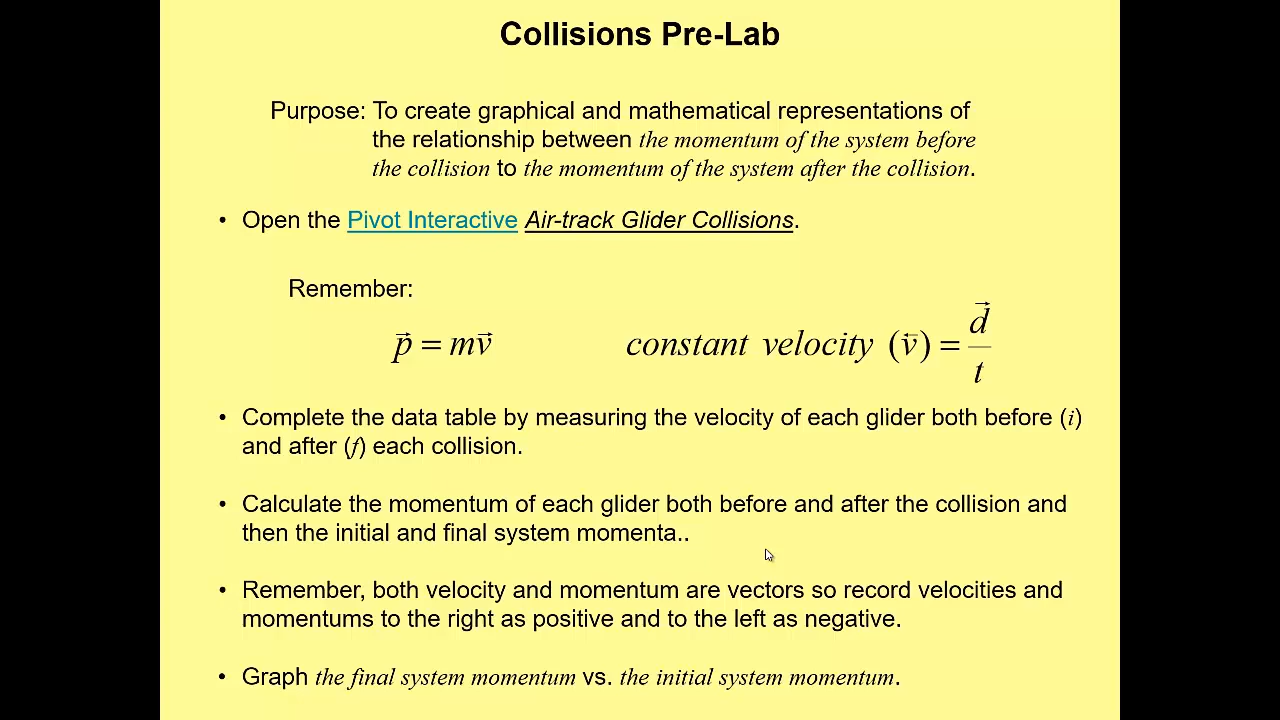 Collisions Pre-Lab
Purpose: To create graphical and mathematical representations of
the relationship between the momentum of the system before
the collision to the momentum of the system after the collision.
• Open the Pivot Interactive Air-track Glider Collisions.
Remember:
p⃗ = mv⃗ constant velocity (v⃗) = d⃗ / t
• Complete the data table by measuring the velocity of each glider both before (i)
and after (f) each collision.
• Calculate the momentum of each glider both before and after the collision and
then the initial and final system momenta..
• Remember, both velocity and momentum are vectors so record velocities and
momentums to the right as positive and to the left as negative.
• Graph the final system momentum vs. the initial system momentum.